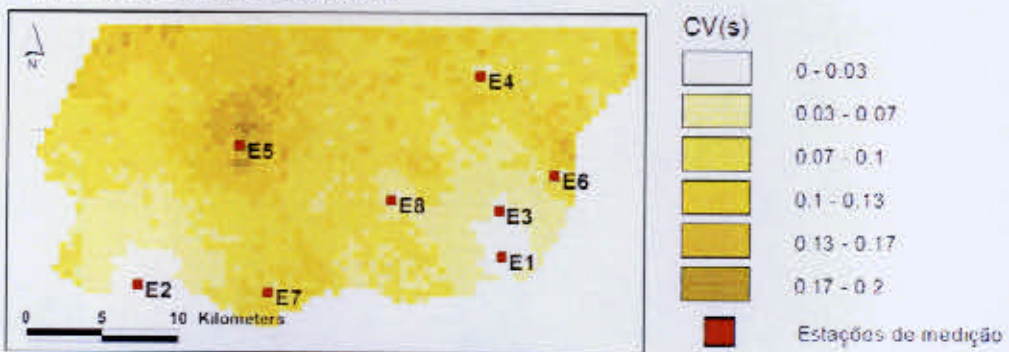 N
E4
E5
E6
E8
E3
E1
E2
E7
0 5 10 Kilometers
CV(s)
0 - 0.03
0.03 - 0.07
0.07 - 0.1
0.1 - 0.13
0.13 - 0.17
0.17 - 0.2
Estações de medição